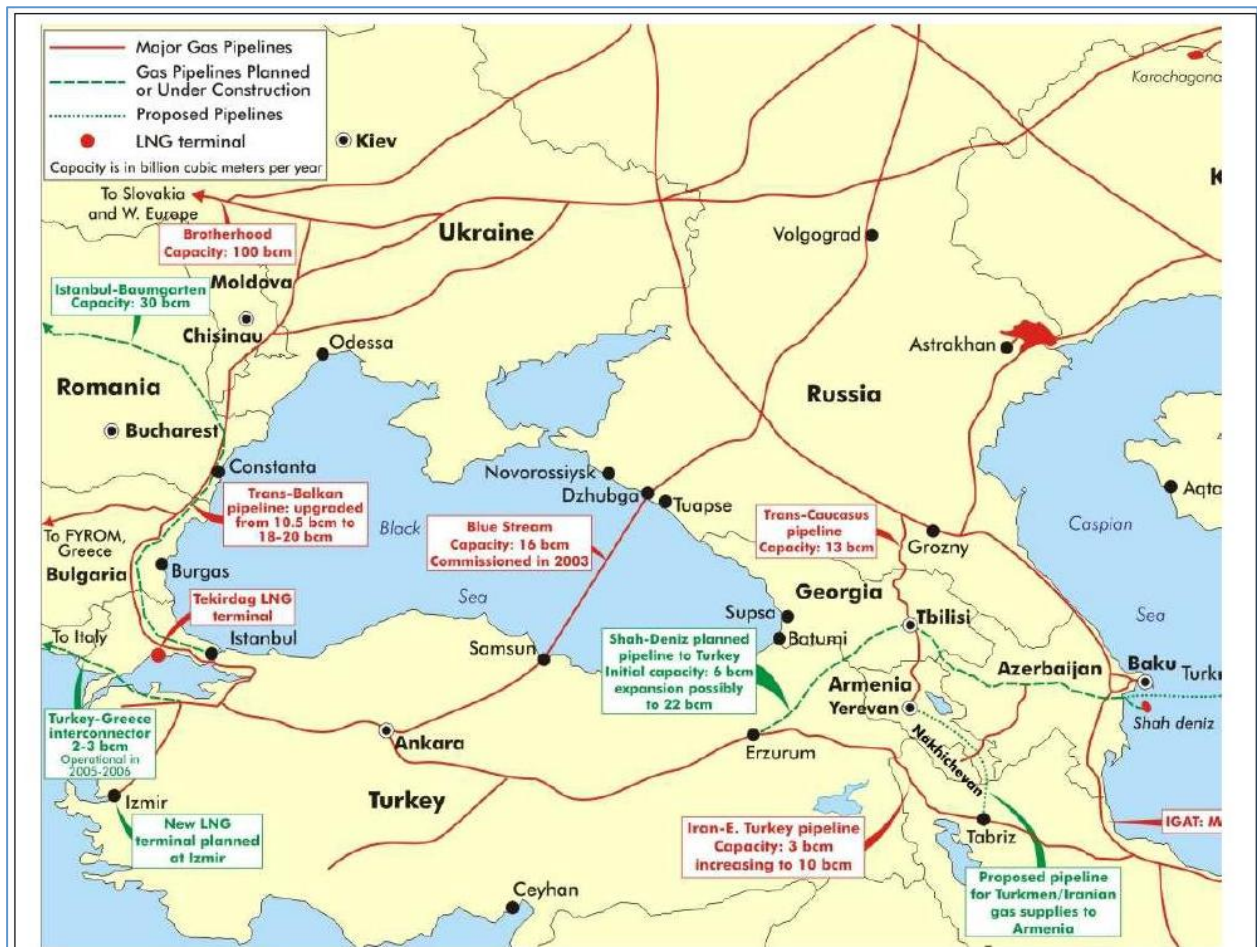 Major Gas Pipelines
Gas Pipelines Planned
or Under Construction
Proposed Pipelines
LNG terminal
Capacity is in billion cubic meters per year
Karachagana
Kiev
To Slovakia
and W. Europe
Brotherhood
Capacity: 100 bcm
Ukraine
Volgograd
K
Istanbul-Baumgarten
Capacity: 30 bcm
Moldova
Chisinau
Odessa
Astrakhan
Romania
Russia
Bucharest
Constanta
Novorossiysk
Dzhubga
Tuapse
Aqta
Trans-Balkan
pipeline: upgraded
from 10.5 bcm to
18-20 bcm
Black
Sea
Blue Stream
Capacity: 16 bcm
Commissioned in 2003
Trans-Caucasus
pipeline
Capacity: 13 bcm
Caspian
Sea
Grozny
To FYROM,
Greece
Bulgaria
Burgas
Tekirdag LNG
terminal
Georgia
Supsa
Batumi
Tbilisi
To Italy
Istanbul
Samsun
Shah-Deniz planned
pipeline to Turkey
Initial capacity: 6 bcm
expansion possibly
to 22 bcm
Azerbaijan
Baku
Turkm
Armenia
Yerevan
Shah deniz
Turkey-Greece
interconnector
2-3 bcm
Operational in
2005-2006
Ankara
Erzurum
Nakhichevan
Izmir
Turkey
New LNG
terminal planned
at Izmir
Iran-E. Turkey pipeline
Capacity: 3 bcm
increasing to 10 bcm
Tabriz
IGAT: M
Proposed pipeline
for Turkmen/Iranian
gas supplies to
Armenia
Ceyhan